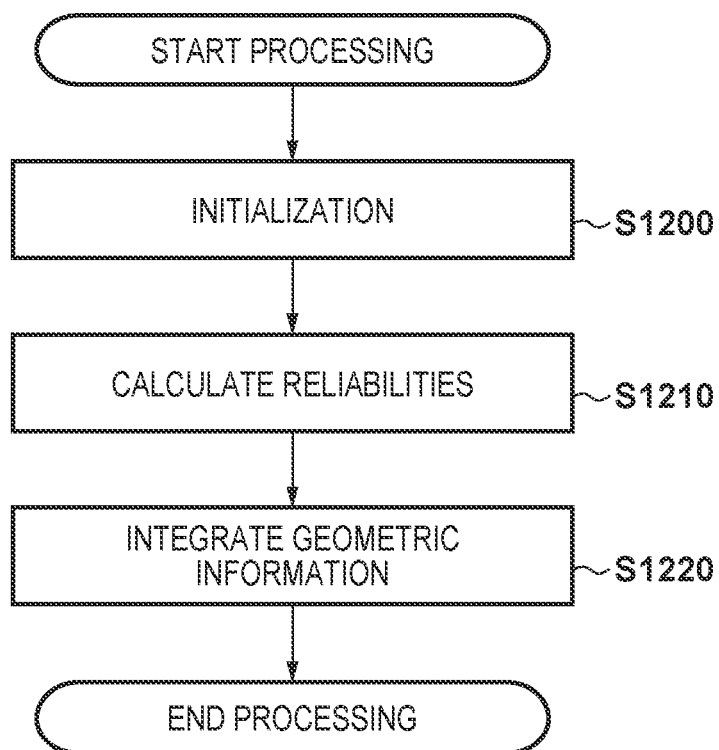 START PROCESSING
INITIALIZATION
S1200
CALCULATE RELIABILITIES
S1210
INTEGRATE GEOMETRIC
INFORMATION
S1220
END PROCESSING